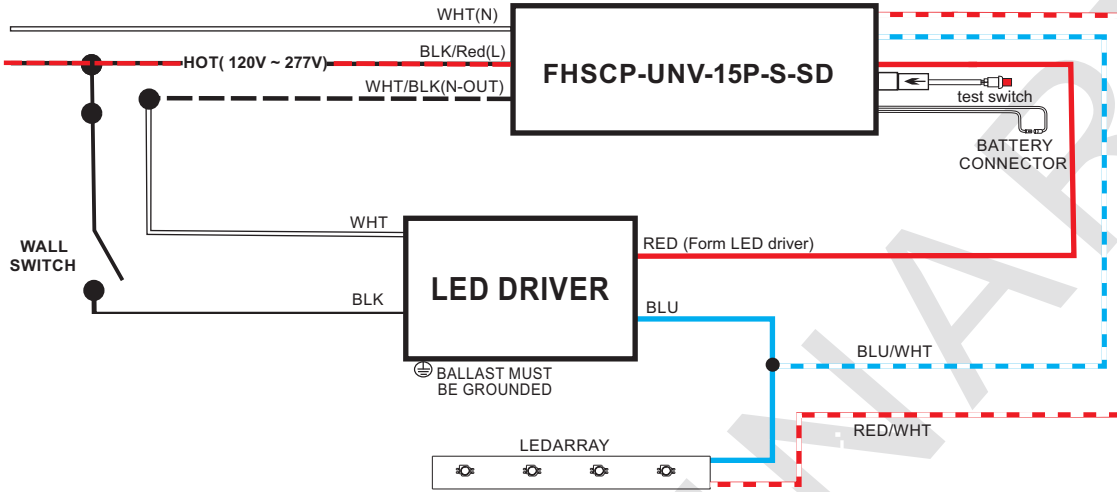 WHT(N)
HOT( 120V ~ 277V)
BLK/Red(L)
WHT/BLK(N-OUT)
FHSCP-UNV-15P-S-SD
test switch
BATTERY
CONNECTOR
WALL
SWITCH
WHT
BLK
LED DRIVER
RED (Form LED driver)
BLU
BALLAST MUST
BE GROUNDED
BLU/WHT
RED/WHT
LEDARRAY